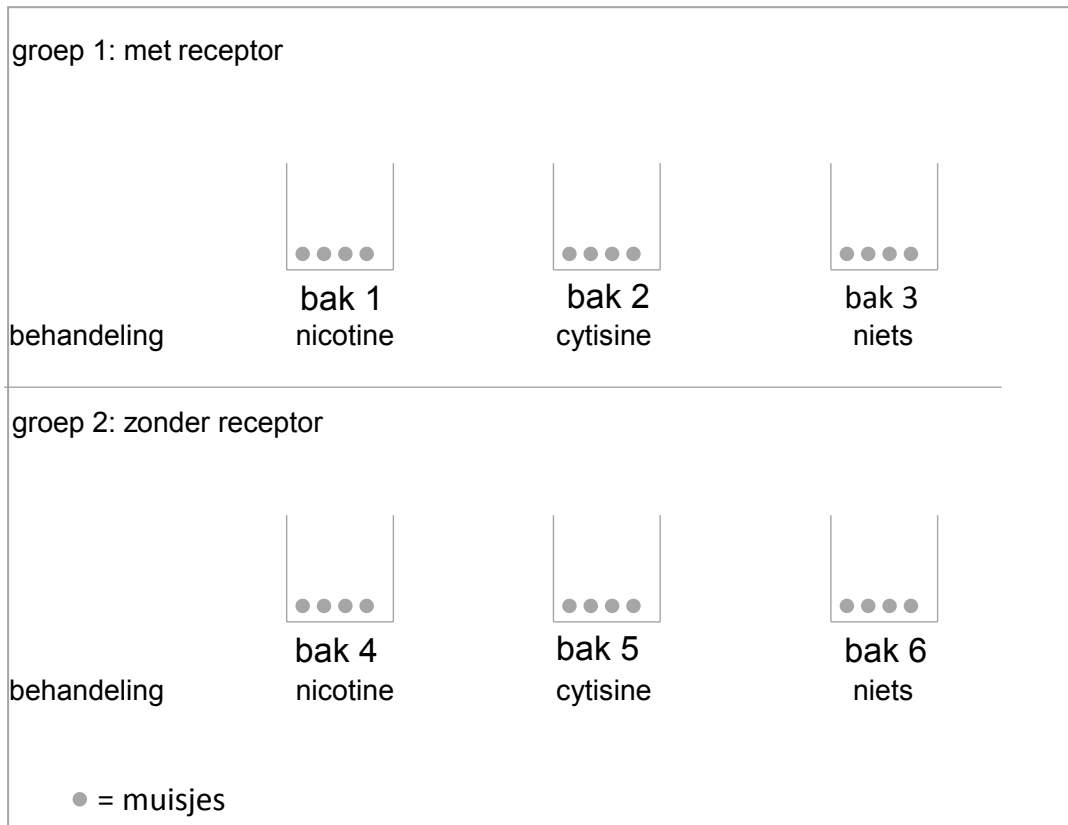 groep 1: met receptor
bak 1 bak 2 bak 3
behandeling nicotine cytisine niets
groep 2: zonder receptor
bak 4 bak 5 bak 6
behandeling nicotine cytisine niets
= muisjes